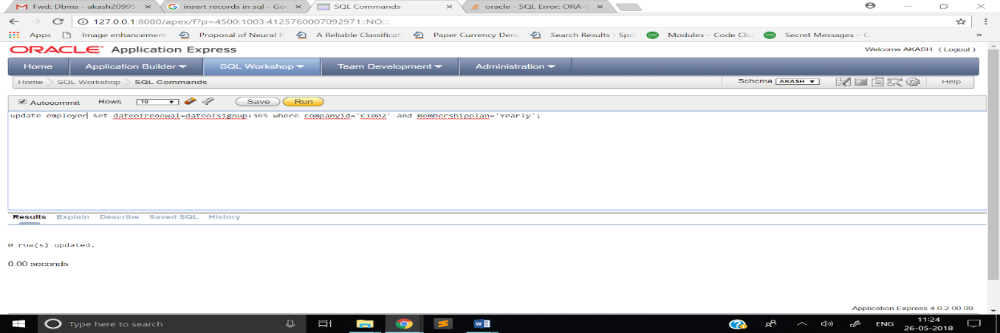 Fwd: Dbms - akash20995 × insert records in sql - Goo × SQL Commands × oracle - SQL Error: ORA-0 ×
127.0.0.1:8080/apex/f?p=4500:1003:4125760007092971::NO:::
Apps Image enhancement Proposal of Neural R A Reliable Classificat Paper Currency Den Search Results - Spri Modules – Code Clu Secret Messages – C »
ORACLE Application Express Welcome AKASH (Logout)
Home Application Builder SQL Workshop Team Development Administration
Home SQL Workshop SQL Commands Schema AKASH Help
Autocommit Rows 10 Save Run
update employer set dateofrenewal=dateofsignup+365 where companyid='C1002' and membershipplan='Yearly';
Results Explain Describe Saved SQL History
0 row(s) updated.
0.00 seconds
Application Express 4.0.2.00.09
Type here to search ENG 11:24
26-05-2018